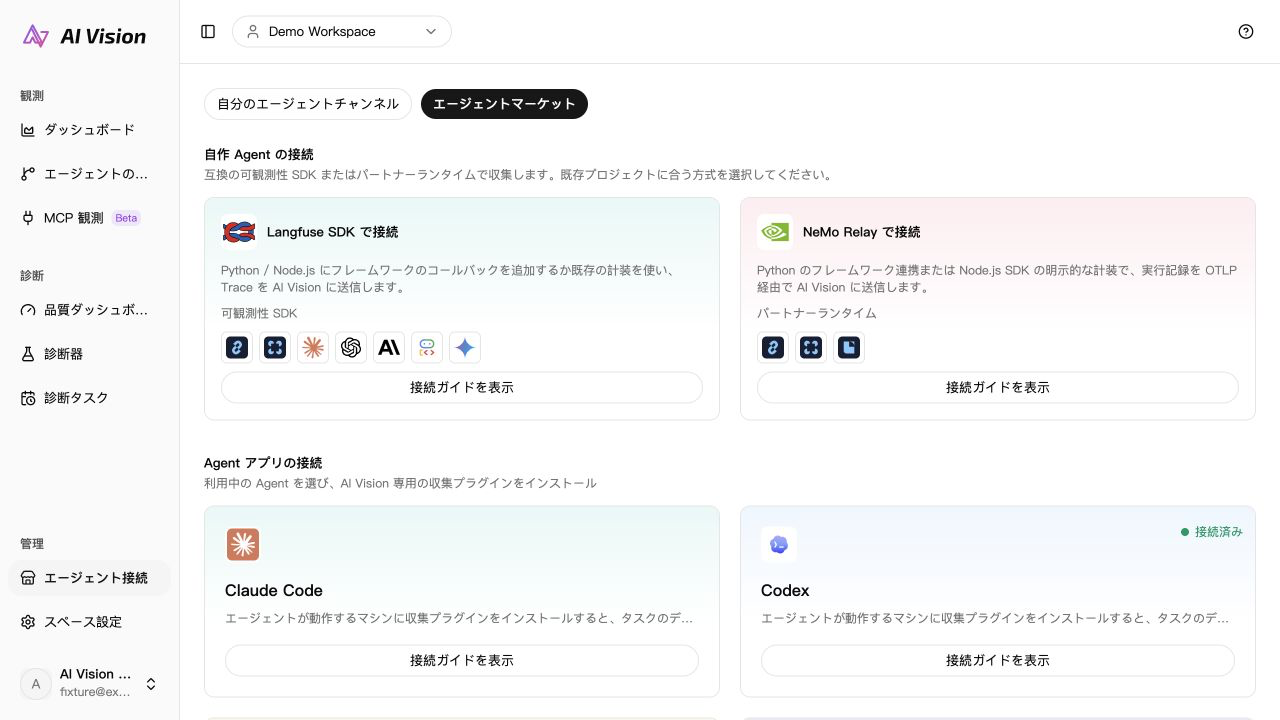 AI Vision
Demo Workspace
観測
ダッシュボード
エージェントの...
MCP 観測 Beta
診断
品質ダッシュボ...
診断器
診断タスク
管理
エージェント接続
スペース設定
A
AI Vision ...
fixture@ex...
自分のエージェントチャンネル
エージェントマーケット
自作 Agent の接続
互換の可観測性 SDK またはパートナーランタイムで収集します。既存プロジェクトに合う方式を選択してください。
Langfuse SDK で接続
Python / Node.js にフレームワークのコールバックを追加するか既存の計装を使い、
Trace を AI Vision に送信します。
可観測性 SDK
接続ガイドを表示
NeMo Relay で接続
Python のフレームワーク連携または Node.js SDK の明示的な計装で、実行記録を OTLP
経由で AI Vision に送信します。
パートナーランタイム
接続ガイドを表示
Agent アプリの接続
利用中の Agent を選び、AI Vision 専用の収集プラグインをインストール
Claude Code
エージェントが動作するマシンに収集プラグインをインストールすると、タスクのデ...
接続ガイドを表示
接続済み
Codex
エージェントが動作するマシンに収集プラグインをインストールすると、タスクのデ...
接続ガイドを表示